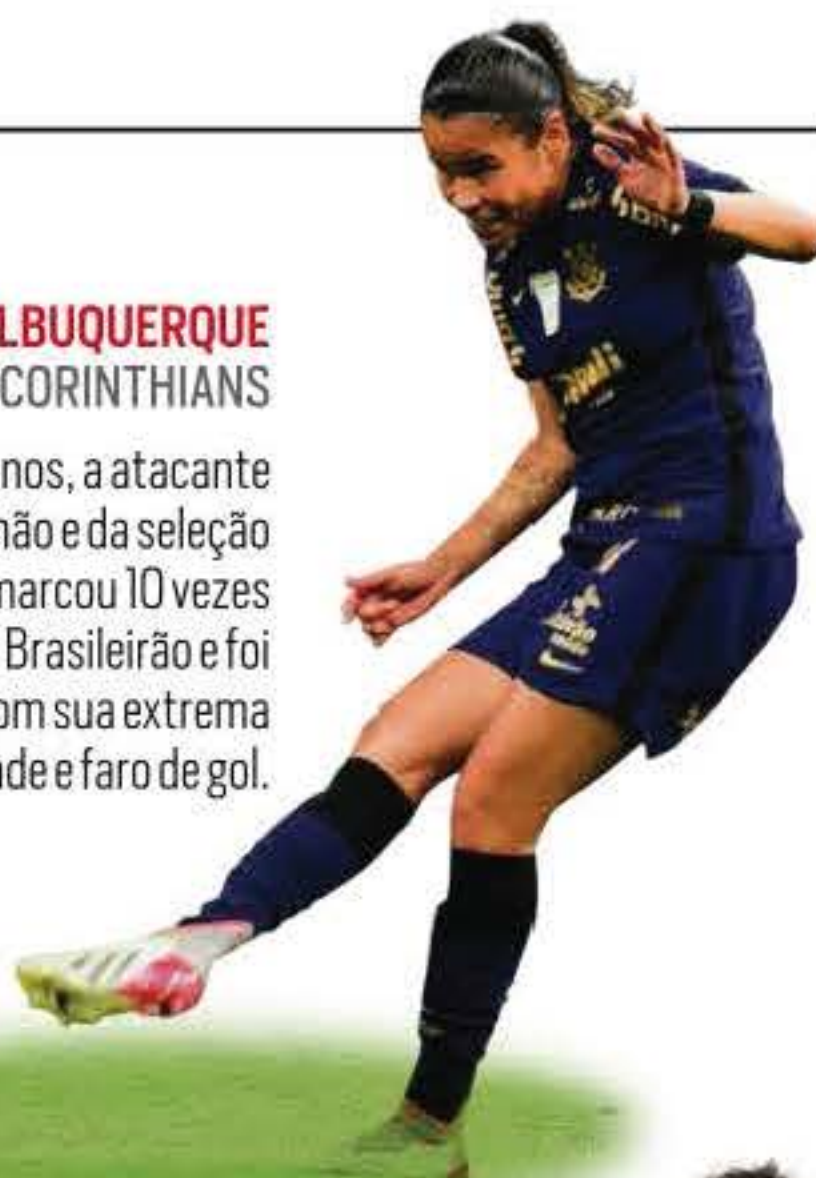 LBUQUERQUE
CORINTHIANS
nos, a atacante
não e da seleção
marcou 10 vezes
Brasileirão e foi
om sua extrema
de e faro de gol.